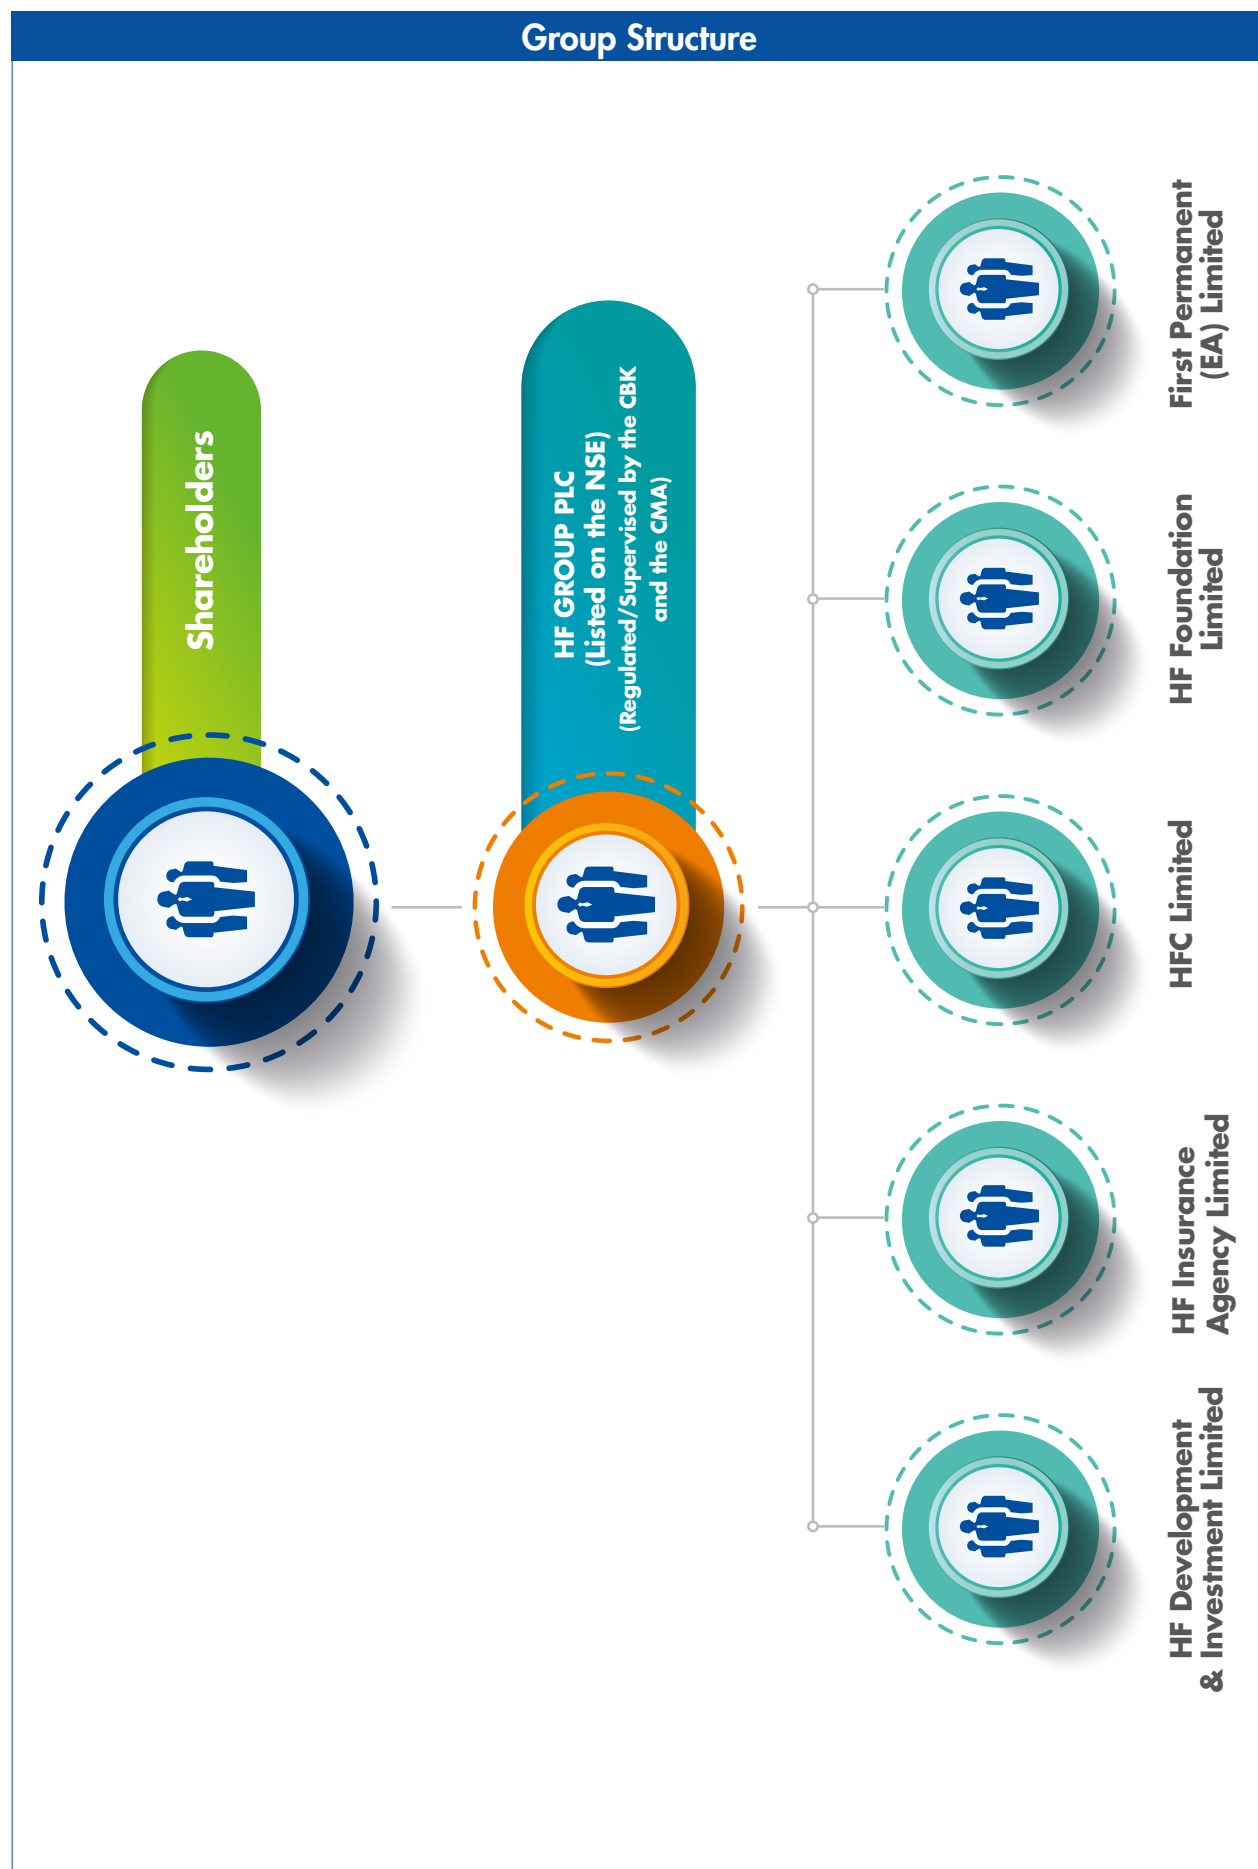 Group Structure
Shareholders
HF GROUP PLC
(Listed on the NSE)
(Regulated/Supervised by the CBK
and the CMA)
HF Development
& Investment Limited
HF Insurance
Agency Limited
HFC Limited
HF Foundation
Limited
First Permanent
(EA) Limited